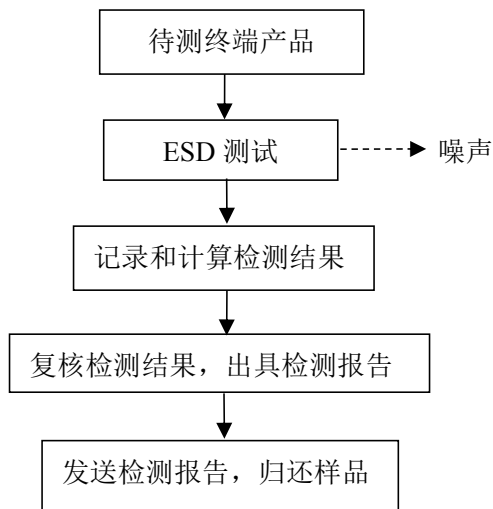 待测终端产品
ESD 测试
噪声
记录和计算检测结果
复核检测结果，出具检测报告
发送检测报告，归还样品